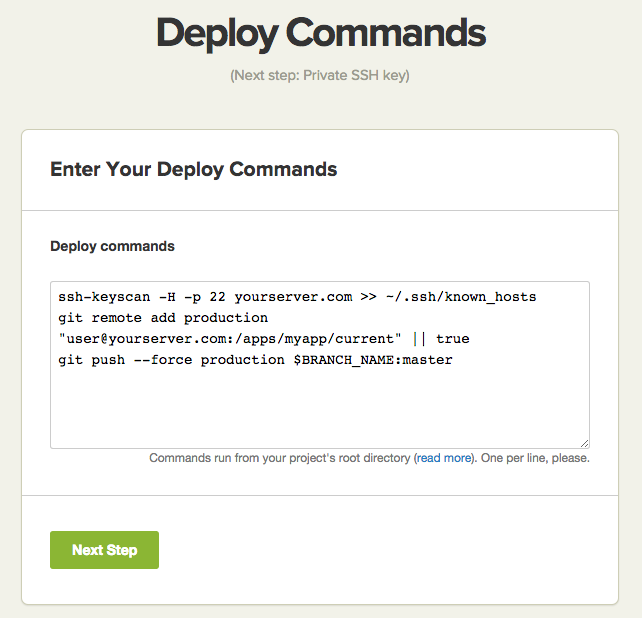 Deploy Commands
(Next step: Private SSH key)
Enter Your Deploy Commands
Deploy commands
ssh-keyscan -H -p 22 yourserver.com >> ~/.ssh/known_hosts
git remote add production
"user@yourserver.com:/apps/myapp/current" || true
git push --force production $BRANCH_NAME:master
Commands run from your project's root directory (read more). One per line, please.
Next Step